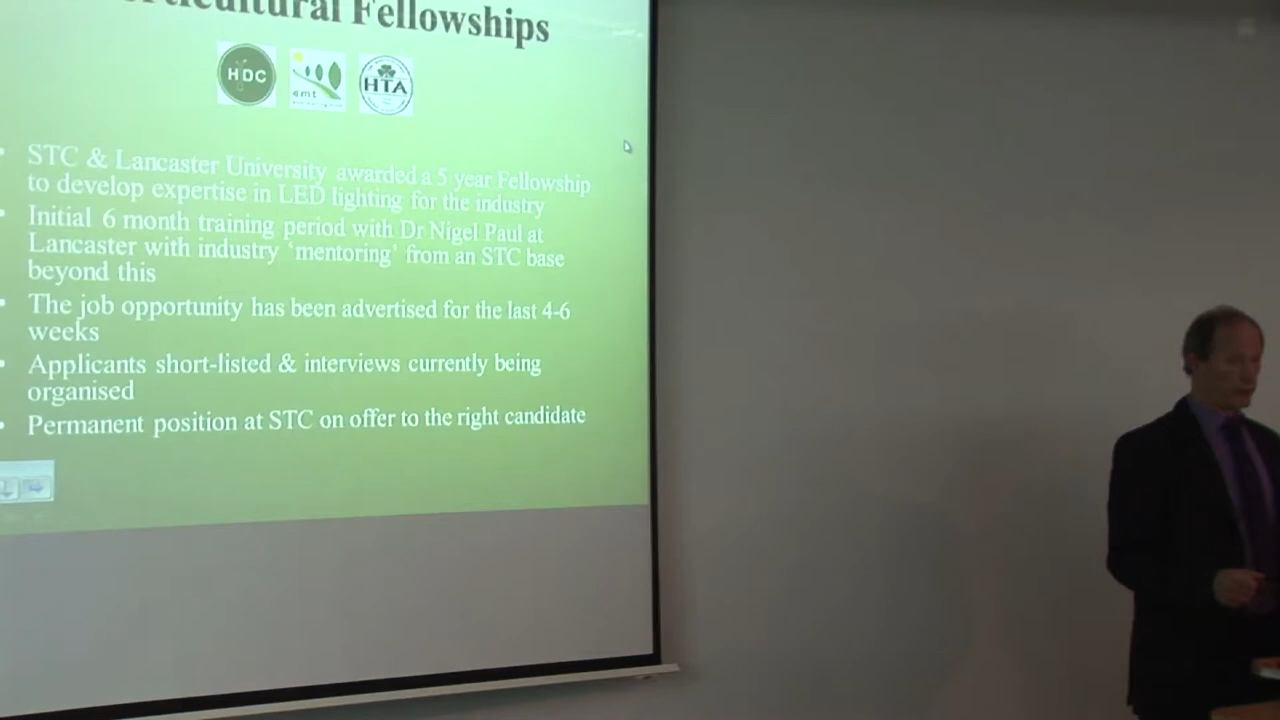 rticultural Fellowships
HDC
emt
HTA
• STC & Lancaster University awarded a 5 year Fellowship
to develop expertise in LED lighting for the industry
• Initial 6 month training period with Dr Nigel Paul at
Lancaster with industry ‘mentoring’ from an STC base
beyond this
• The job opportunity has been advertised for the last 4-6
weeks
• Applicants short-listed & interviews currently being
organised
• Permanent position at STC on offer to the right candidate